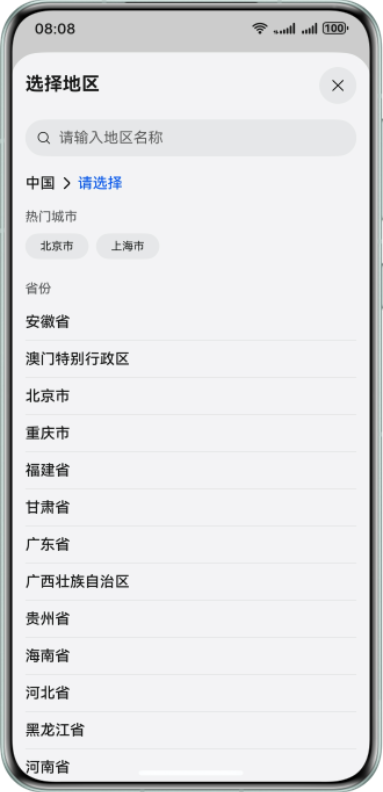 08:08
100
选择地区
请输入地区名称
中国 > 请选择
热门城市
北京市 上海市
省份
安徽省
澳门特别行政区
北京市
重庆市
福建省
甘肃省
广东省
广西壮族自治区
贵州省
海南省
河北省
黑龙江省
河南省